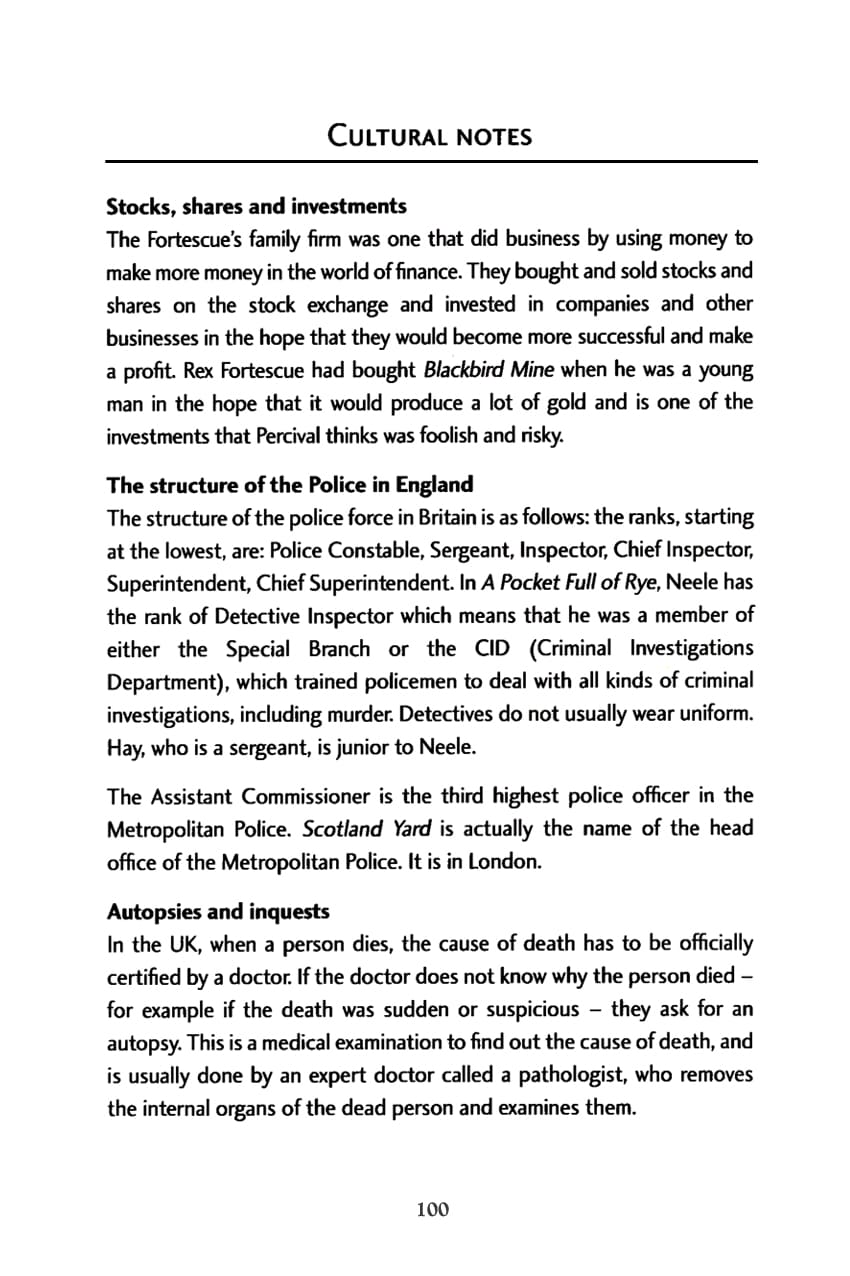 CULTURAL NOTES
Stocks, shares and investments
The Fortescue's family firm was one that did business by using money to
make more money in the world of finance. They bought and sold stocks and
shares on the stock exchange and invested in companies and other
businesses in the hope that they would become more successful and make
a profit. Rex Fortescue had bought Blackbird Mine when he was a young
man in the hope that it would produce a lot of gold and is one of the
investments that Percival thinks was foolish and risky.
The structure of the Police in England
The structure of the police force in Britain is as follows: the ranks, starting
at the lowest, are: Police Constable, Sergeant, Inspector, Chief Inspector,
Superintendent, Chief Superintendent. In A Pocket Full of Rye, Neele has
the rank of Detective Inspector which means that he was a member of
either the Special Branch or the CID (Criminal Investigations
Department), which trained policemen to deal with all kinds of criminal
investigations, including murder. Detectives do not usually wear uniform.
Hay, who is a sergeant, is junior to Neele.
The Assistant Commissioner is the third highest police officer in the
Metropolitan Police. Scotland Yard is actually the name of the head
office of the Metropolitan Police. It is in London.
Autopsies and inquests
In the UK, when a person dies, the cause of death has to be officially
certified by a doctor. If the doctor does not know why the person died –
for example if the death was sudden or suspicious – they ask for an
autopsy. This is a medical examination to find out the cause of death, and
is usually done by an expert doctor called a pathologist, who removes
the internal organs of the dead person and examines them.
100